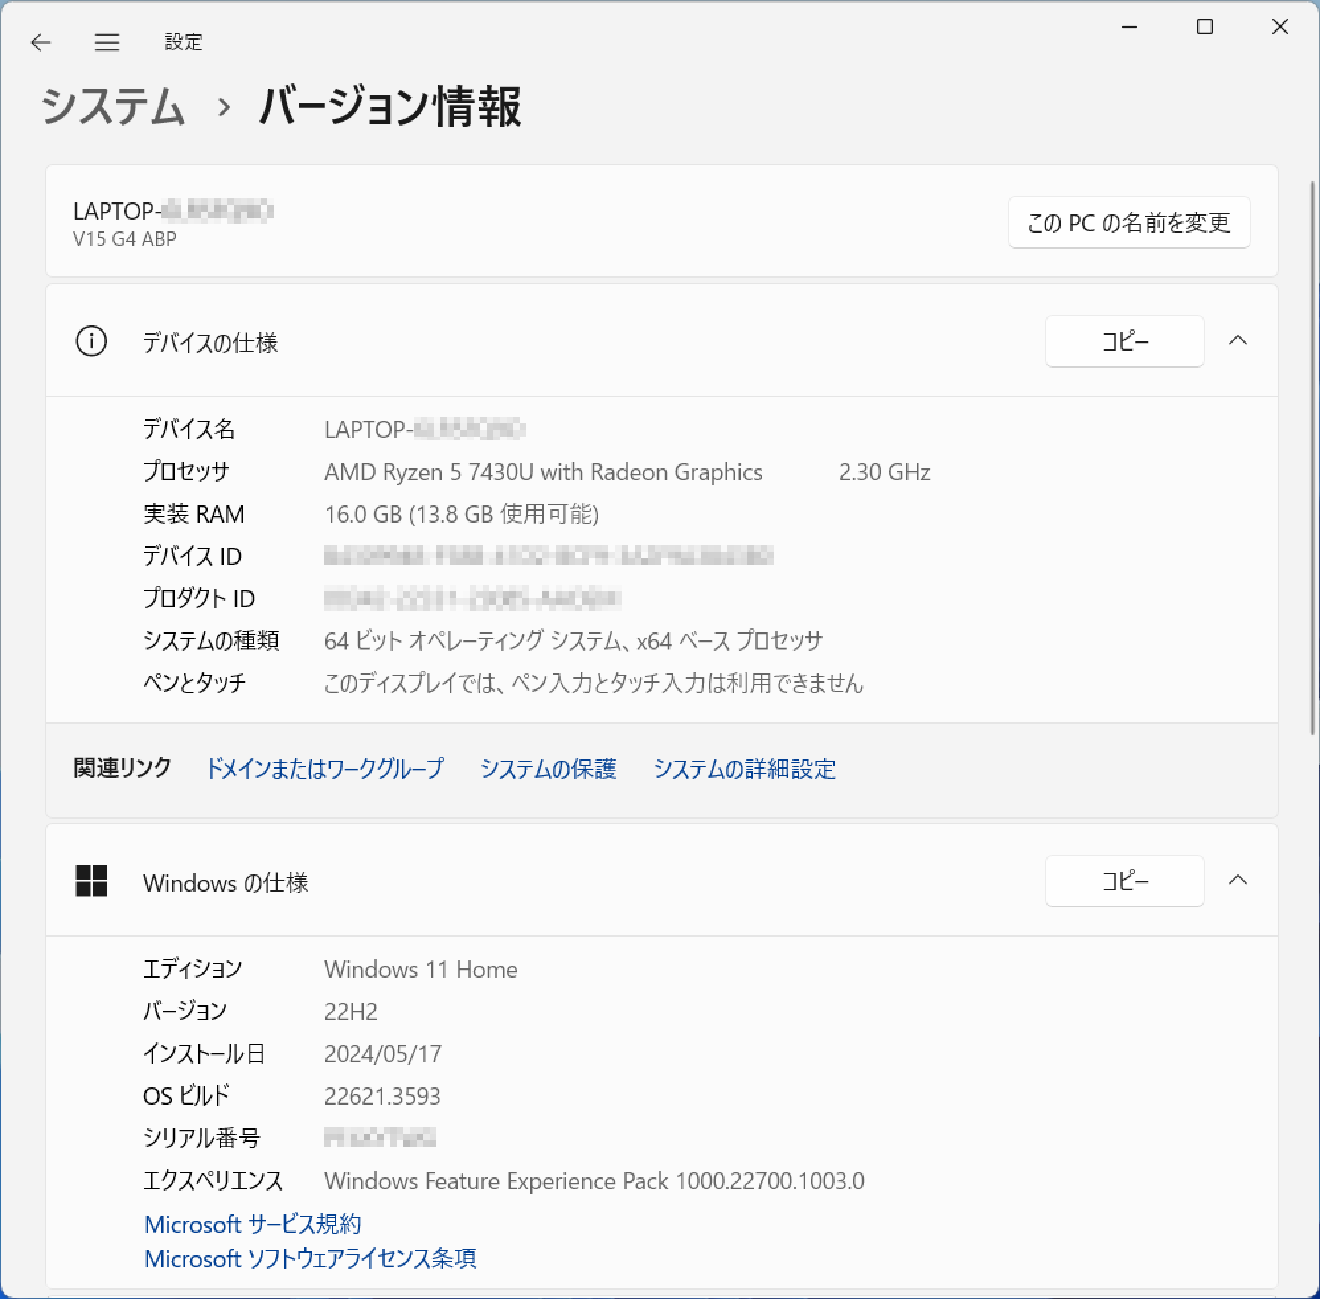 設定
システム › バージョン情報
LAPTOP-
V15 G4 ABP
この PC の名前を変更
デバイスの仕様
コピー
デバイス名 LAPTOP-
プロセッサ AMD Ryzen 5 7430U with Radeon Graphics 2.30 GHz
実装 RAM 16.0 GB (13.8 GB 使用可能)
デバイス ID
プロダクト ID
システムの種類 64 ビット オペレーティング システム、x64 ベース プロセッサ
ペンとタッチ このディスプレイでは、ペン入力とタッチ入力は利用できません
関連リンク ドメインまたはワークグループ システムの保護 システムの詳細設定
Windows の仕様
コピー
エディション Windows 11 Home
バージョン 22H2
インストール日 2024/05/17
OS ビルド 22621.3593
シリアル番号
エクスペリエンス Windows Feature Experience Pack 1000.22700.1003.0
Microsoft サービス規約
Microsoft ソフトウェアライセンス条項